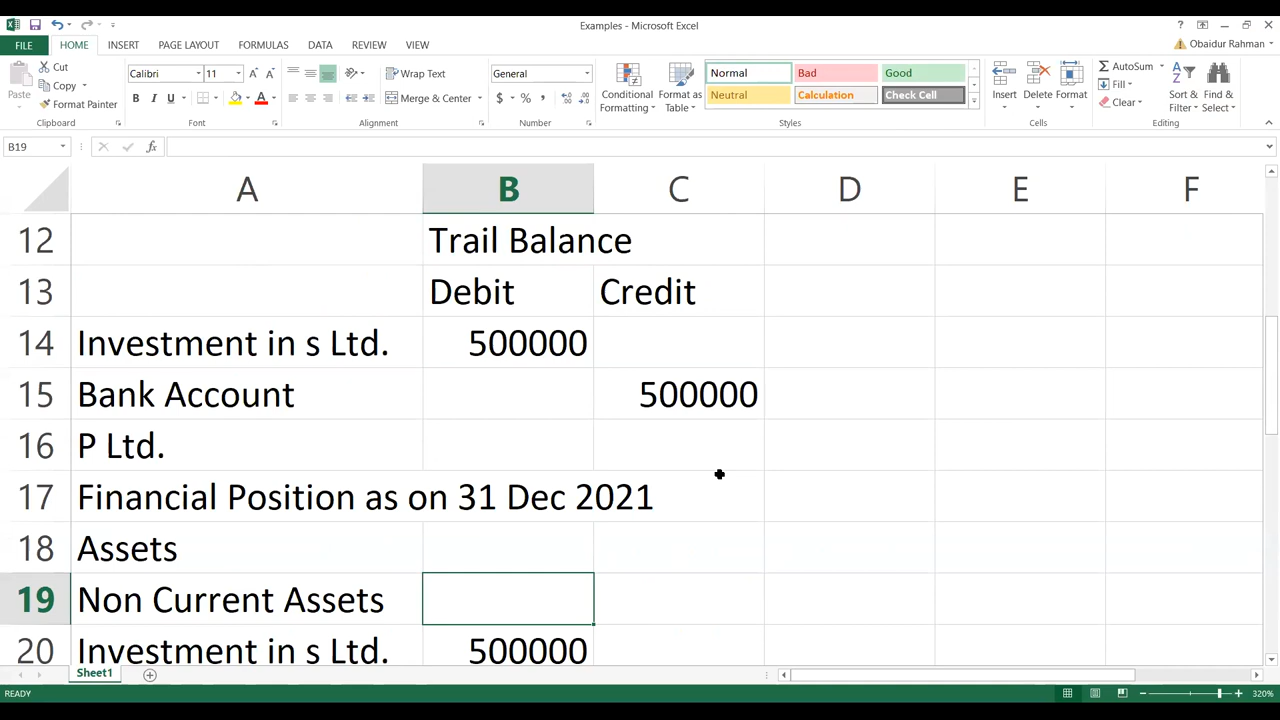 Examples - Microsoft Excel
?
FILE HOME INSERT PAGE LAYOUT FORMULAS DATA REVIEW VIEW Obaidur Rahman
Paste
Cut
Copy
Format Painter
Clipboard
Calibri 11 A A
B I U A
Font
Wrap Text
Merge & Center
Alignment
General
$ % ,
Number
Conditional Formatting
Format as Table
Normal Bad Good
Neutral Calculation Check Cell
Styles
Insert Delete Format
Cells
AutoSum
Fill
Clear
Sort & Filter
Find & Select
Editing
B19 fx
A B C D E F
12 Trail Balance
13 Debit Credit
14 Investment in s Ltd. 500000
15 Bank Account 500000
16 P Ltd.
17 Financial Position as on 31 Dec 2021
18 Assets
19 Non Current Assets
20 Investment in s Ltd. 500000
Sheet1
READY 320%